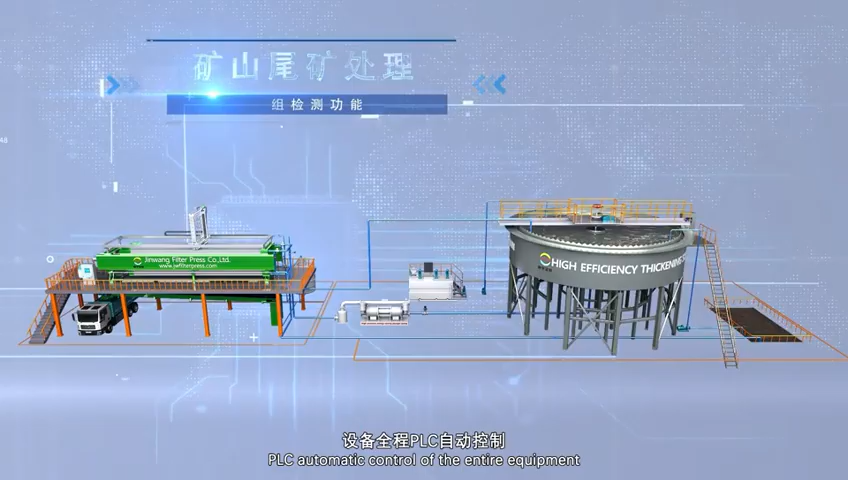 矿山尾矿处理
组检测功能
48
Jinwang Filter Press Co.,Ltd.
www.jwfilterpress.com
HIGH EFFICIENCY THICKENING
设备全程PLC自动控制
PLC automatic control of the entire equipment